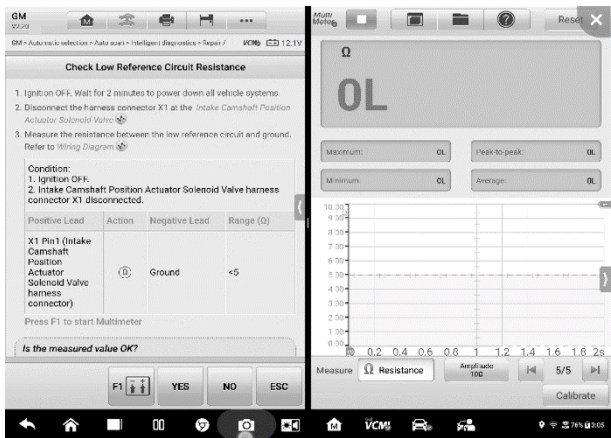 GM
V2.20
GM > Automatic selection > Auto scan > Intelligent diagnostics > Repair /
VCMI 12.1V
Check Low Reference Circuit Resistance
1. Ignition OFF. Wait for 2 minutes to power down all vehicle systems.
2. Disconnect the harness connector X1 at the Intake Camshaft Position
Actuator Solenoid Valve
3. Measure the resistance between the low reference circuit and ground.
Refer to Wiring Diagram
Condition:
1. Ignition OFF.
2. Intake Camshaft Position Actuator Solenoid Valve harness
connector X1 disconnected.
Positive Lead Action Negative Lead Range (Ω)
X1 Pin1 (Intake
Camshaft
Position
Actuator
Solenoid Valve
harness
connector)
Ω Ground <5
Press F1 to start Multimeter
Is the measured value OK?
F1 YES NO ESC
Multi
Meter
Reset
Ω
OL
Maximum: OL Peak-to-peak: OL
Minimum: OL Average: OL
10.00
9.00
8.00
7.00
6.00
5.00
4.00
3.00
2.00
1.00
0.00
0 0.2 0.4 0.6 0.8 1 1.2 1.4 1.6 1.8 2s
Measure Ω Resistance
Amplitude
100
5/5
Calibrate
VCMI
76% 3:05